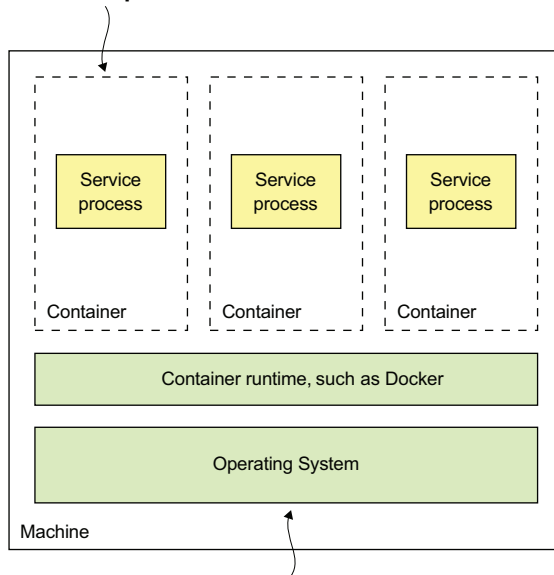 Service
process
Service
process
Service
process
Container
Container
Container
Container runtime, such as Docker
Operating System
Machine